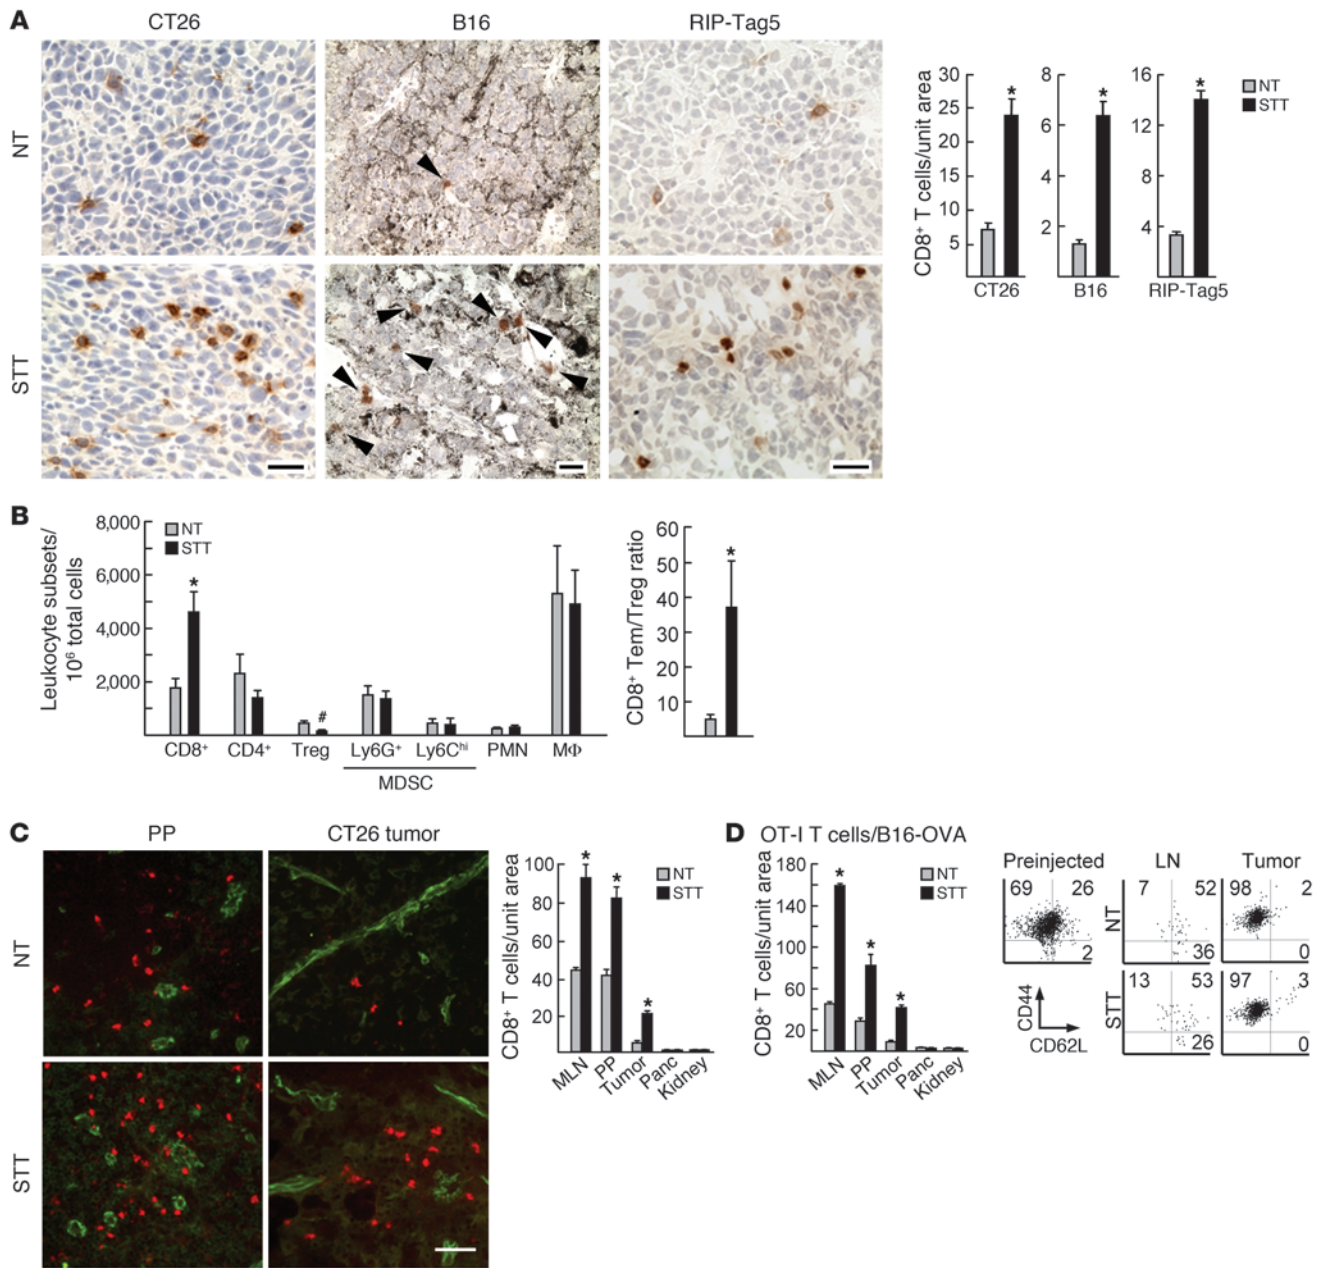 A
CT26
B16
RIP-Tag5
NT
STT
CD8⁺ T cells/unit area
30
25
20
15
10
5
CT26
8
6
4
2
B16
16
12
8
4
RIP-Tag5
NT
STT
*
*
*
B
Leukocyte subsets/
10⁶ total cells
8,000
6,000
4,000
2,000
NT
STT
*
#
CD8⁺
CD4⁺
Treg
Ly6G⁺
Ly6Cʰⁱ
PMN
MΦ
MDSC
CD8⁺ Tem/Treg ratio
60
50
40
30
20
10
*
C
PP
CT26 tumor
NT
STT
CD8⁺ T cells/unit area
100
80
60
40
20
NT
STT
*
*
*
MLN
PP
Tumor
Panc
Kidney
D
OT-I T cells/B16-OVA
CD8⁺ T cells/unit area
180
140
100
60
20
NT
STT
*
*
*
MLN
PP
Tumor
Panc
Kidney
Preinjected
LN
Tumor
69 26
2
NT
7 52
36
98 2
0
STT
13 53
26
97 3
0
CD44
CD62L